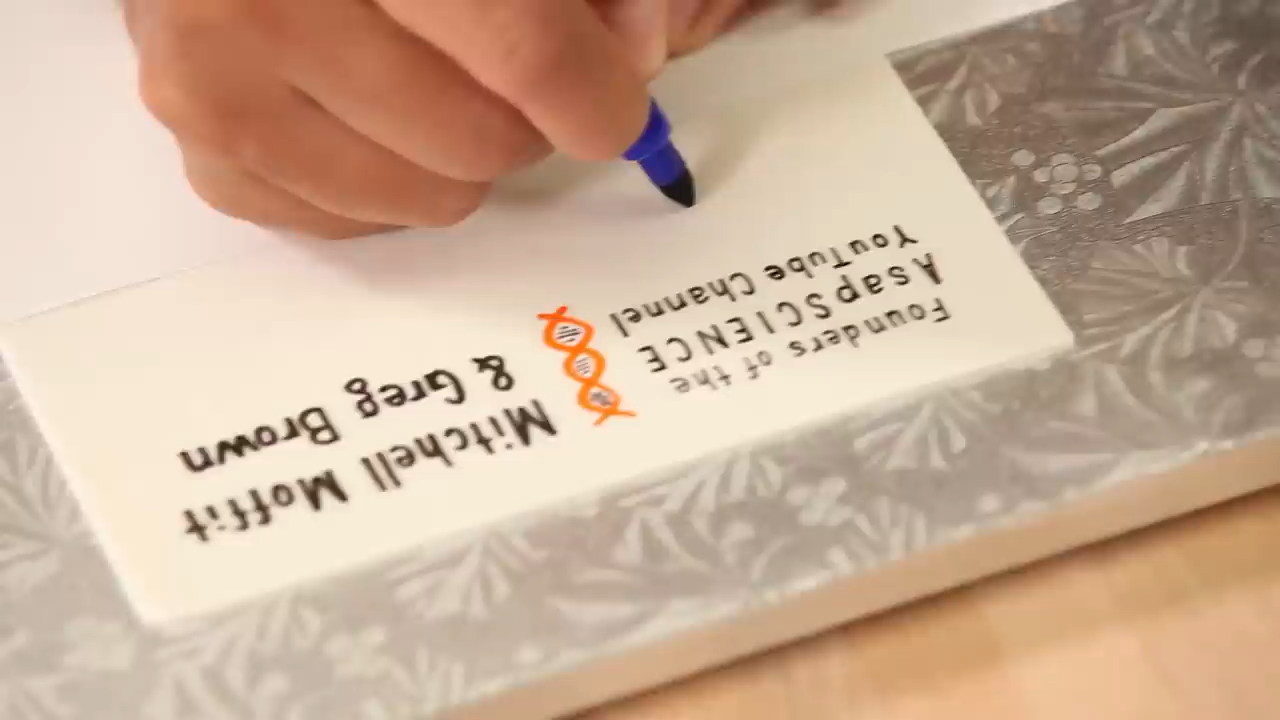 Founders of the
AsapSCIENCE
YouTube Channel
Mitchell Moffit
& Greg Brown